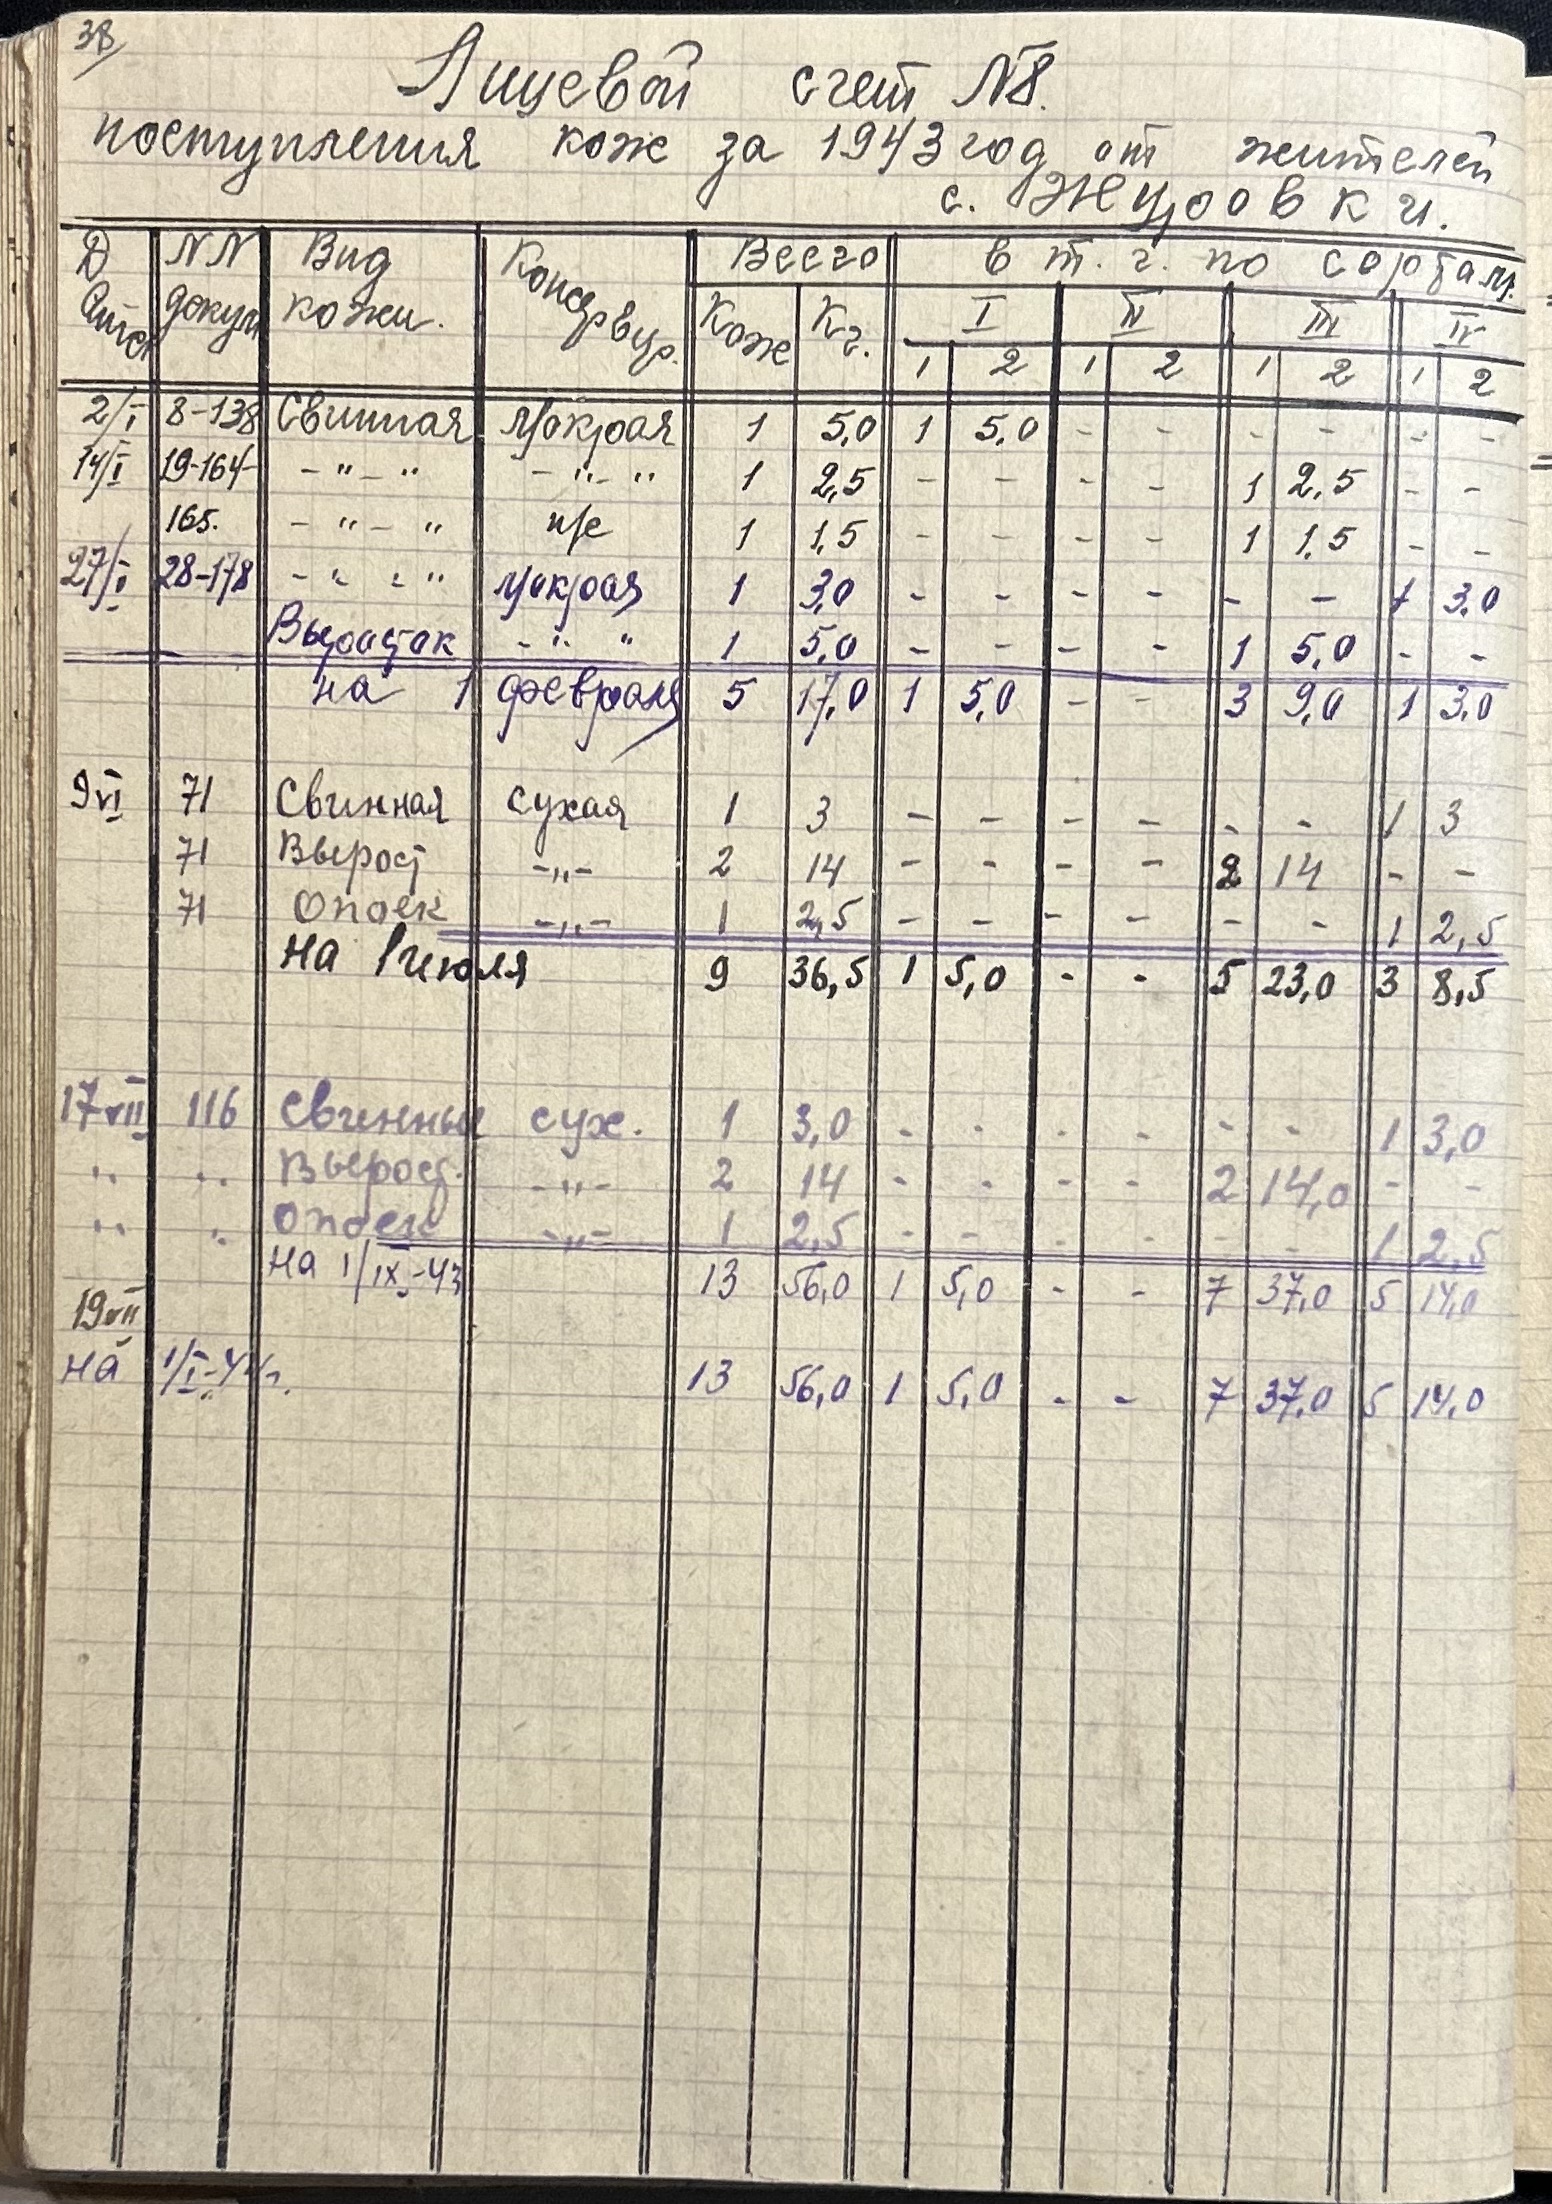 38/
Лицевой счет N8.
поступления кож за 1943 год от жителей
с. Журовки.
Дата NN докум Вид кожи. Консервир. Всего в т. ч. по сортам.
Кож Кг. I II III IV
1 2 1 2 1 2 1 2
2/I 8-138 Свинная Мокрая 1 5,0 1 5,0 - - - - - -
14/I 19-164 - " - " - " - " 1 2,5 - - - - 1 2,5 - -
165. - " - " п/с 1 1,5 - - - - 1 1,5 - -
27/I 28-178 - " " " Мокрая 1 3,0 - - - - - - 1 3,0
Выросток - " " 1 5,0 - - - - 1 5,0 - -
на 1 февраля 5 17,0 1 5,0 - - 3 9,0 1 3,0
9 VI 71 Свинная сухая 1 3 - - - - - - 1 3
71 Вырост -"- 2 14 - - - - 2 14 - -
71 Опоек -"- 1 2,5 - - - - - - 1 2,5
на 1 июля 9 36,5 1 5,0 - - 5 23,0 3 8,5
17 VII 116 Свинные сух. 1 3,0 - - - - - - 1 3,0
" " Вырост. -"- 2 14 - - - - 2 14,0 - -
" " Опоек -"- 1 2,5 - - - - - - 1 2,5
на 1/IX-43 13 56,0 1 5,0 - - 7 37,0 5 14,0
19 VII
на 1/I-44г. 13 56,0 1 5,0 - - 7 37,0 5 14,0